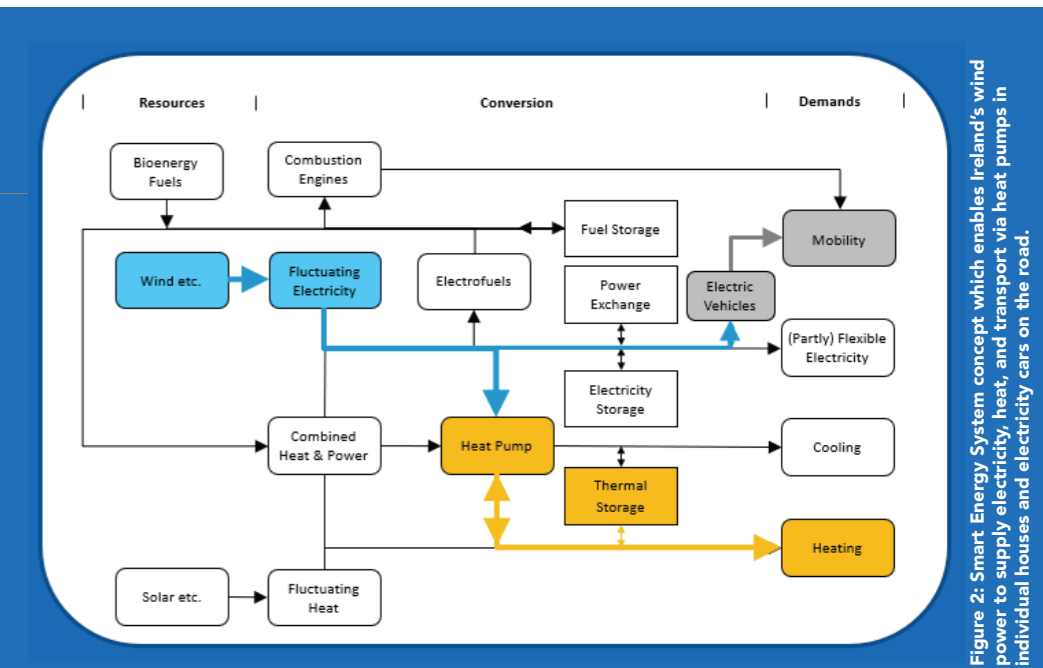 Resources
Conversion
Demands
Bioenergy
Fuels
Combustion
Engines
Fuel Storage
Mobility
Wind etc.
Fluctuating
Electricity
Electrofuels
Power
Exchange
Electric
Vehicles
(Partly) Flexible
Electricity
Electricity
Storage
Combined
Heat & Power
Heat Pump
Cooling
Thermal
Storage
Heating
Solar etc.
Fluctuating
Heat
Figure 2: Smart Energy System concept which enables Ireland's wind
power to supply electricity, heat, and transport via heat pumps in
individual houses and electricity cars on the road.